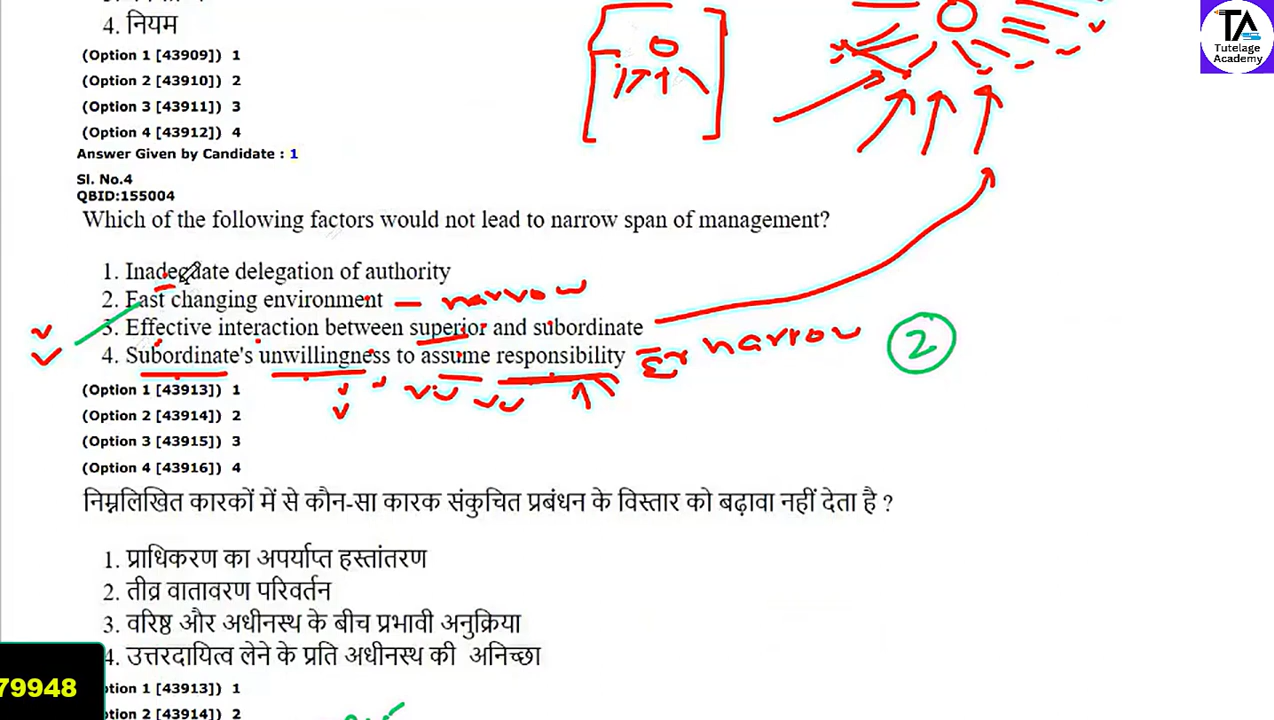 4. नियम
(Option 1 [43909]) 1
(Option 2 [43910]) 2
(Option 3 [43911]) 3
(Option 4 [43912]) 4
Answer Given by Candidate : 1
Sl. No.4
QBID:155004
Which of the following factors would not lead to narrow span of management?
1. Inadequate delegation of authority
2. Fast changing environment — narrow
3. Effective interaction between superior and subordinate
4. Subordinate's unwillingness to assume responsibility narrow
2
(Option 1 [43913]) 1
(Option 2 [43914]) 2
(Option 3 [43915]) 3
(Option 4 [43916]) 4
निम्नलिखित कारकों में से कौन-सा कारक संकुचित प्रबंधन के विस्तार को बढ़ावा नहीं देता है ?
1. प्राधिकरण का अपर्याप्त हस्तांतरण
2. तीव्र वातावरण परिवर्तन
3. वरिष्ठ और अधीनस्थ के बीच प्रभावी अनुक्रिया
4. उत्तरदायित्व लेने के प्रति अधीनस्थ की अनिच्छा
ption 1 [43913]) 1
ption 2 [43914]) 2
79948
TA
Tutelage
Academy